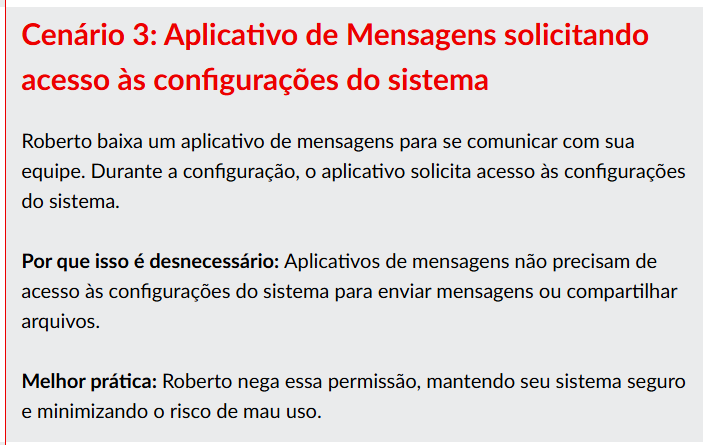 Cenário 3: Aplicativo de Mensagens solicitando
acesso às configurações do sistema
Roberto baixa um aplicativo de mensagens para se comunicar com sua
equipe. Durante a configuração, o aplicativo solicita acesso às configurações
do sistema.
Por que isso é desnecessário: Aplicativos de mensagens não precisam de
acesso às configurações do sistema para enviar mensagens ou compartilhar
arquivos.
Melhor prática: Roberto nega essa permissão, mantendo seu sistema seguro
e minimizando o risco de mau uso.